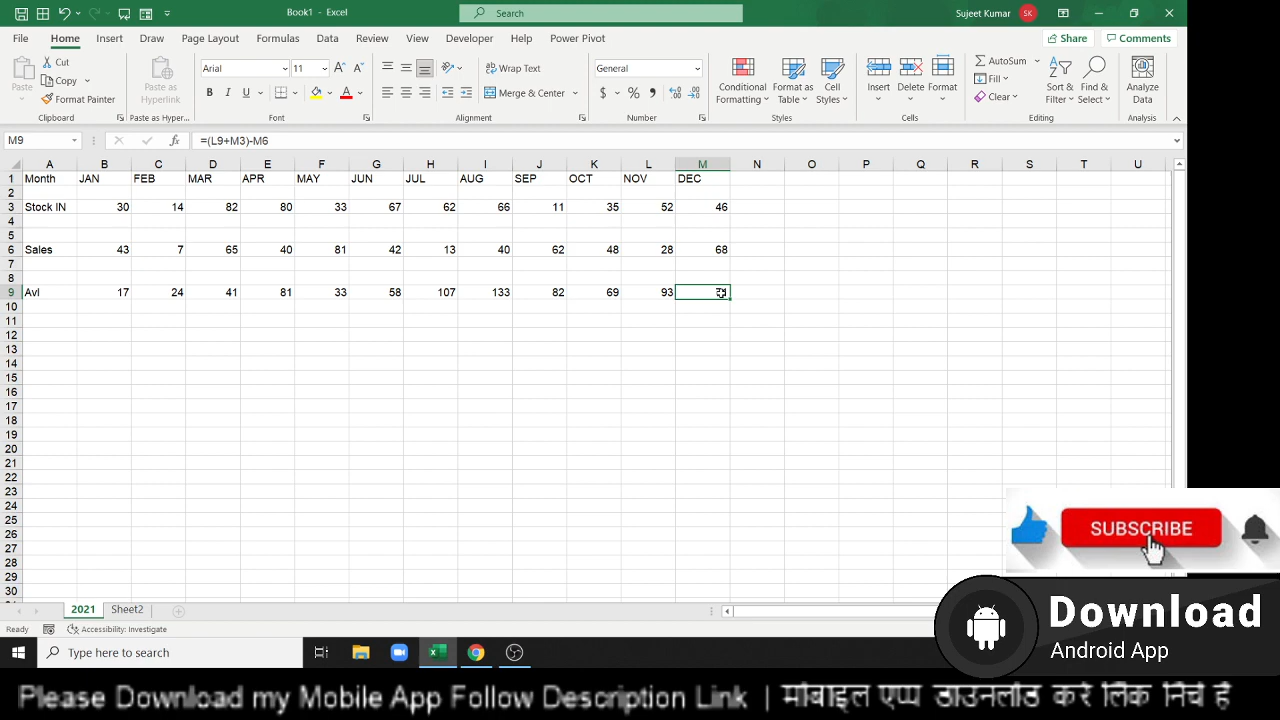 Book1 - Excel
Search
Sujeet Kumar
SK
File Home Insert Draw Page Layout Formulas Data Review View Developer Help Power Pivot
Share Comments
Paste
Cut
Copy
Format Painter
Paste as Hyperlink
Arial 11
B I U
Wrap Text
Merge & Center
General
Conditional Formatting
Format as Table
Cell Styles
Insert Delete Format
AutoSum
Fill
Clear
Sort & Filter
Find & Select
Analyze Data
Clipboard Paste as Hyper... Font Alignment Number Styles Cells Editing Analysis
M9 fx =(L9+M3)-M6
A B C D E F G H I J K L M N O P Q R S T U
1 Month JAN FEB MAR APR MAY JUN JUL AUG SEP OCT NOV DEC
2
3 Stock IN 30 14 82 80 33 67 62 66 11 35 52 46
4
5
6 Sales 43 7 65 40 81 42 13 40 62 48 28 68
7
8
9 Avl 17 24 41 81 33 58 107 133 82 69 93
10
11
12
13
14
15
16
17
18
19
20
21
22
23
24
25
26
27
28
29
30
SUBSCRIBE
2021 Sheet2
Ready Accessibility: Investigate
Download
Android App
Type here to search
Please Download my Mobile App Follow Description Link | मोबाइल एप्प डाउनलोड करे लिंक निचे है